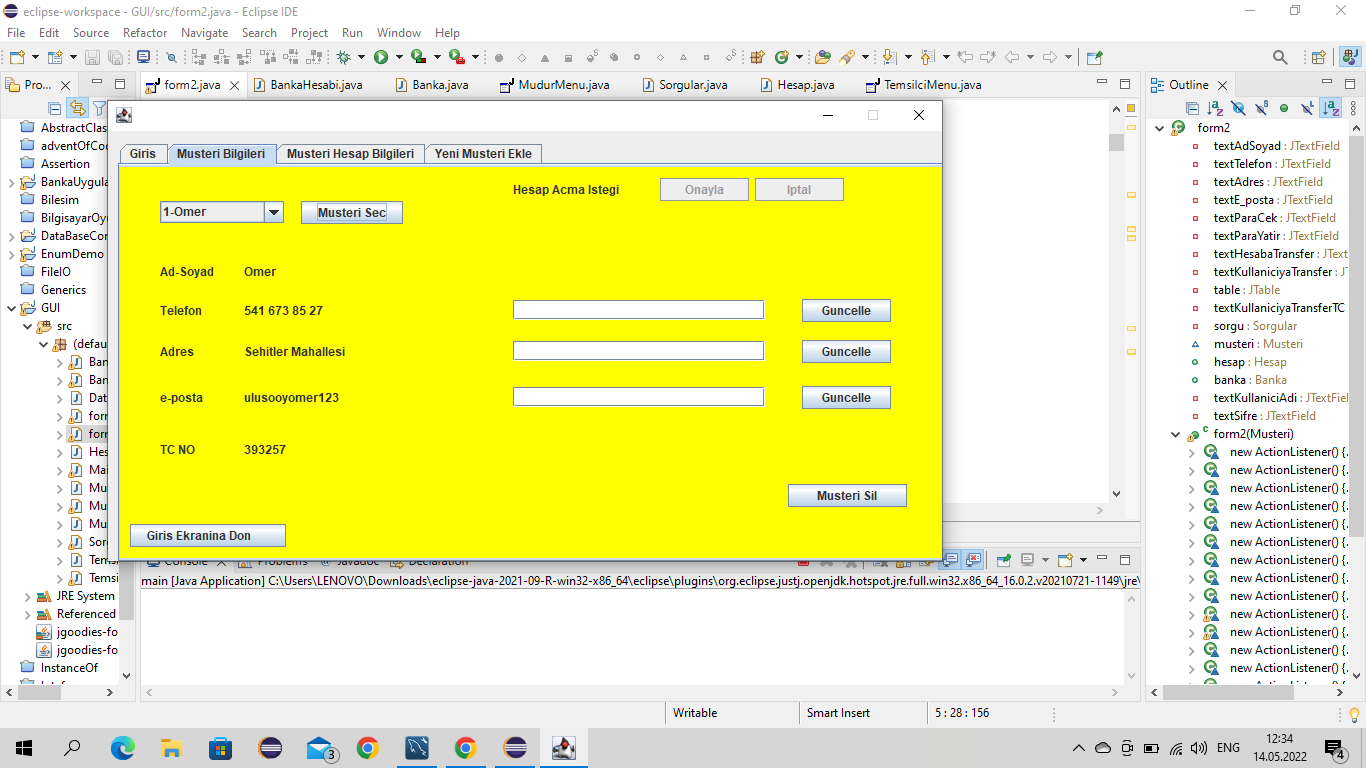 eclipse-workspace - GUI/src/form2.java - Eclipse IDE
File Edit Source Refactor Navigate Search Project Run Window Help
Pro...
form2.java BankaHesabi.java Banka.java MudurMenu.java Sorgular.java Hesap.java TemsilciMenu.java
Outline
AbstractClas
adventOfCoo
Assertion
BankaUygula
Bilesim
BilgisayarOyu
DataBaseCor
EnumDemo
FileIO
Generics
GUI
src
(defau
Ban
Ban
Dat
forr
forr
Hes
Mai
Mu
Mu
Mu
Sor
Tems
Temsi
JRE System
Referenced
jgoodies-fo
jgoodies-fo
InstanceOf
Giris Musteri Bilgileri Musteri Hesap Bilgileri Yeni Musteri Ekle
Hesap Acma Istegi Onayla Iptal
1-Omer Musteri Sec
Ad-Soyad Omer
Telefon 541 673 85 27 Guncelle
Adres Sehitler Mahallesi Guncelle
e-posta ulusooyomer123 Guncelle
TC NO 393257
Musteri Sil
Giris Ekranina Don
form2
textAdSoyad : JTextField
textTelefon : JTextField
textAdres : JTextField
textE_posta : JTextField
textParaCek : JTextField
textParaYatir : JTextField
textHesabaTransfer : JText
textKullaniciyaTransfer : J
table : JTable
textKullaniciyaTransferTC
sorgu : Sorgular
musteri : Musteri
hesap : Hesap
banka : Banka
textKullaniciAdi : JTextField
textSifre : JTextField
form2(Musteri)
new ActionListener() {.
new ActionListener() {.
new ActionListener() {.
new ActionListener() {.
new ActionListener() {.
new ActionListener() {.
new ActionListener() {.
new ActionListener() {.
new ActionListener() {.
new ActionListener() {.
new ActionListener() {.
new ActionListener() {.
new ActionListener() {.
Console Problems Javadoc Declaration
main [Java Application] C:\Users\LENOVO\Downloads\eclipse-java-2021-09-R-win32-x86_64\eclipse\plugins\org.eclipse.justj.openjdk.hotspot.jre.full.win32.x86_64_16.0.2.v20210721-1149\jre\
Writable Smart Insert 5 : 28 : 156
3
ENG
12:34
14.05.2022
4